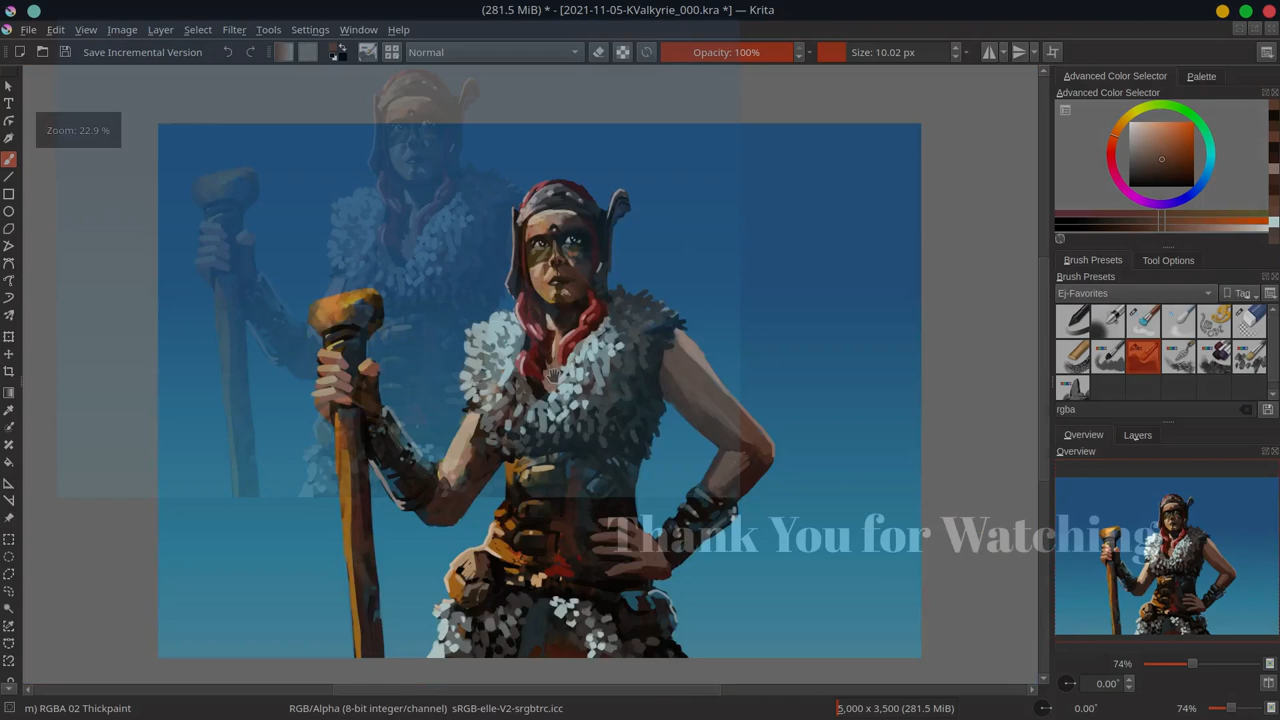 (281.5 MiB) * - [2021-11-05-KValkyrie_000.kra *] — Krita
File Edit View Image Layer Select Filter Tools Settings Window Help
Save Incremental Version Normal Opacity: 100% Size: 10.02 px
Advanced Color Selector Palette
Advanced Color Selector
Zoom: 22.9 %
Brush Presets Tool Options
Brush Presets
Ej-Favorites Tag
rgba
Overview Layers
Overview
Thank You for Watching
74%
0.00°
m) RGBA 02 Thickpaint RGB/Alpha (8-bit integer/channel) sRGB-elle-V2-srgbtrc.icc 5,000 x 3,500 (281.5 MiB) 0.00° 74%